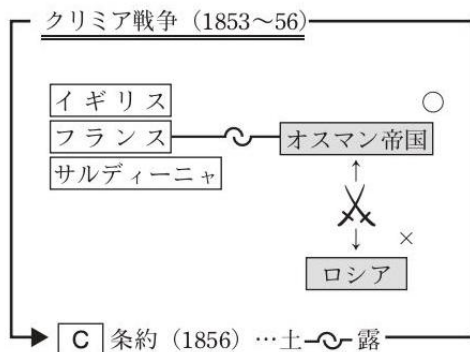 クリミア戦争（1853～56）
イギリス
フランス
オスマン帝国
サルディーニャ
ロシア
C 条約（1856）…土 露